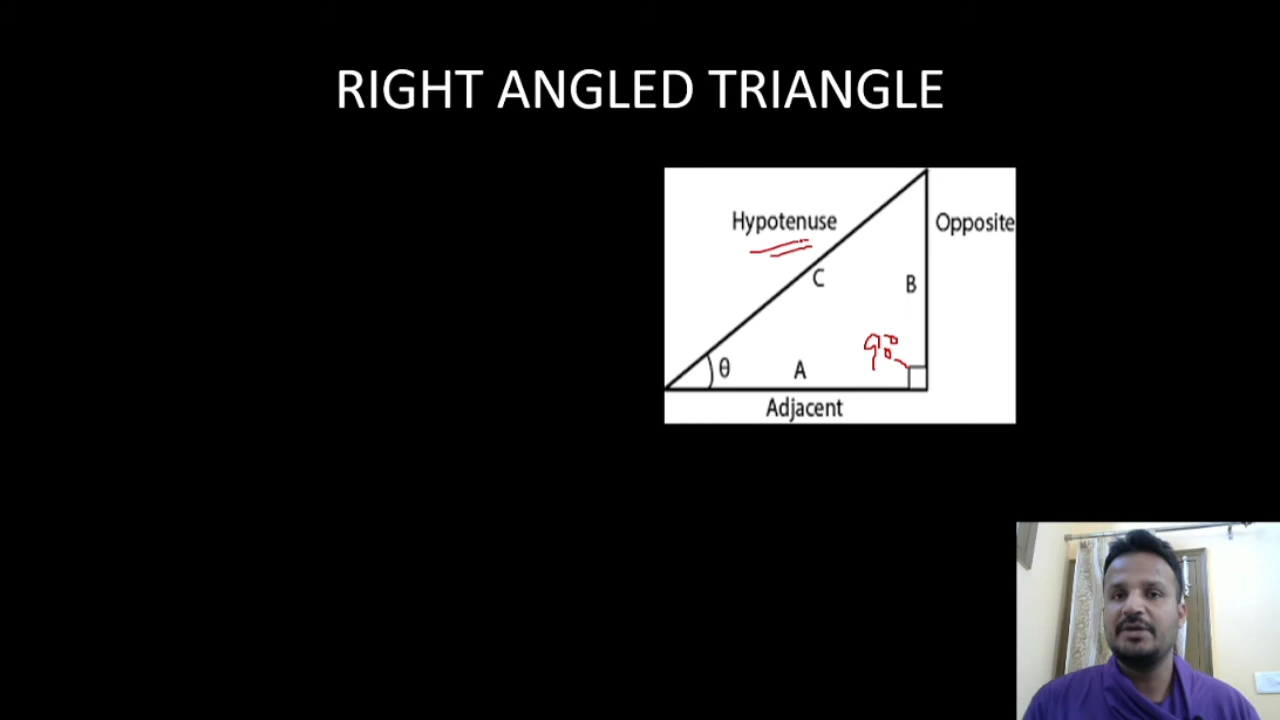 RIGHT ANGLED TRIANGLE
Hypotenuse
Opposite
C
B
90°
θ
A
Adjacent